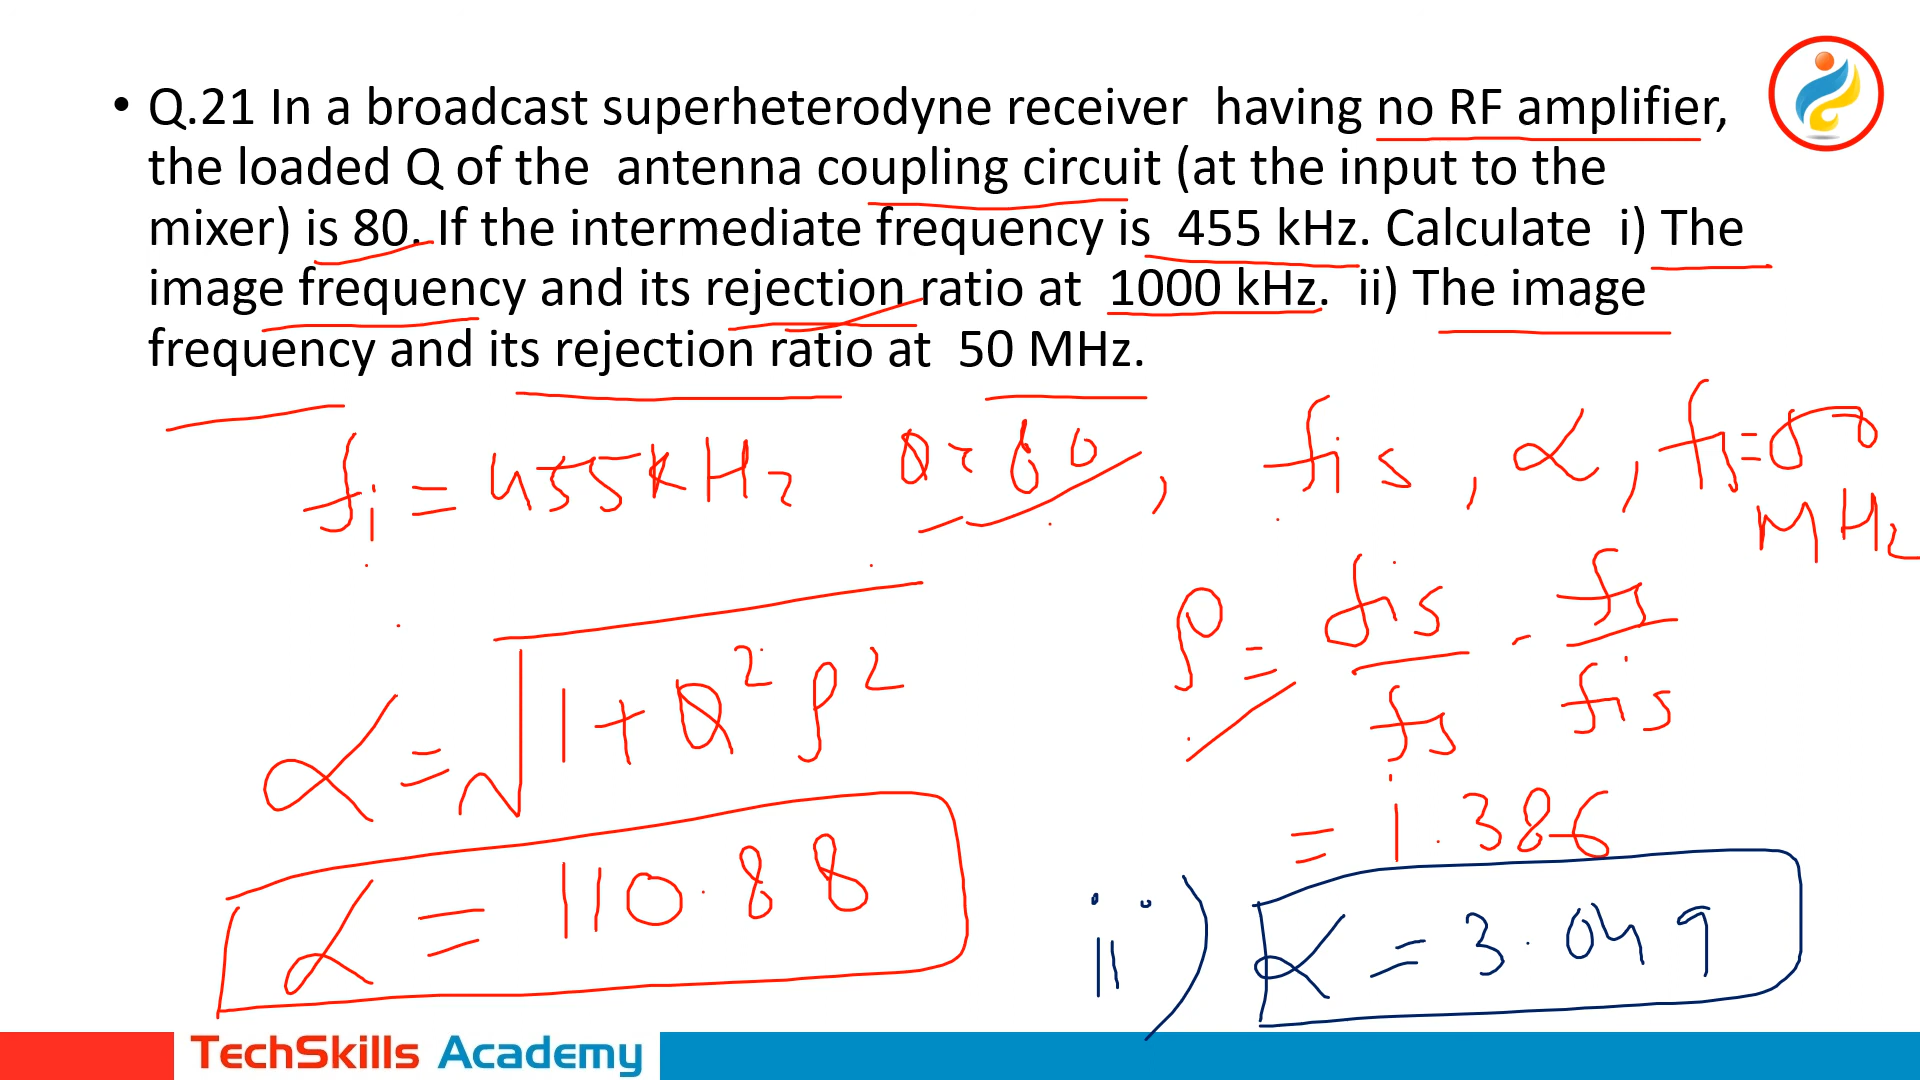 • Q.21 In a broadcast superheterodyne receiver having no RF amplifier,
the loaded Q of the antenna coupling circuit (at the input to the
mixer) is 80. If the intermediate frequency is 455 kHz. Calculate i) The
image frequency and its rejection ratio at 1000 kHz. ii) The image
frequency and its rejection ratio at 50 MHz.
fi = 455kHz Q = 80, fis, α, fs = 50 MHz
α = √1+Q²ρ²
ρ = fis/fs - fs/fis
= 1.386
α = 110.88
ii) α = 3.049
TechSkills Academy